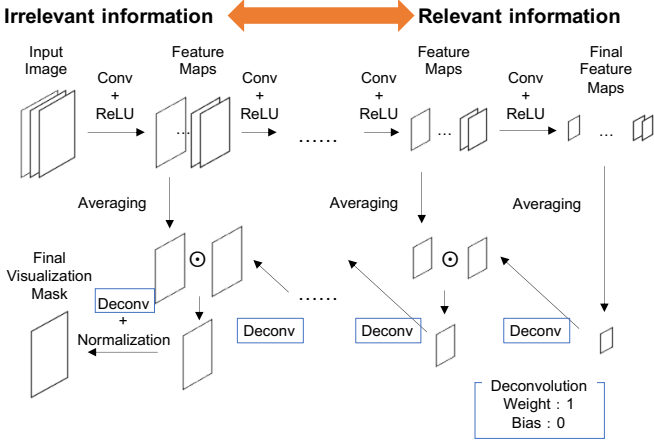 Irrelevant information
Relevant information
Input
Image
Conv
+
ReLU
Feature
Maps
...
Conv
+
ReLU
......
Conv
+
ReLU
Feature
Maps
...
Conv
+
ReLU
Final
Feature
Maps
...
Averaging
Averaging
Averaging
Final
Visualization
Mask
Deconv
+
Normalization
⊙
......
⊙
Deconv
Deconv
Deconv
Deconvolution
Weight : 1
Bias : 0